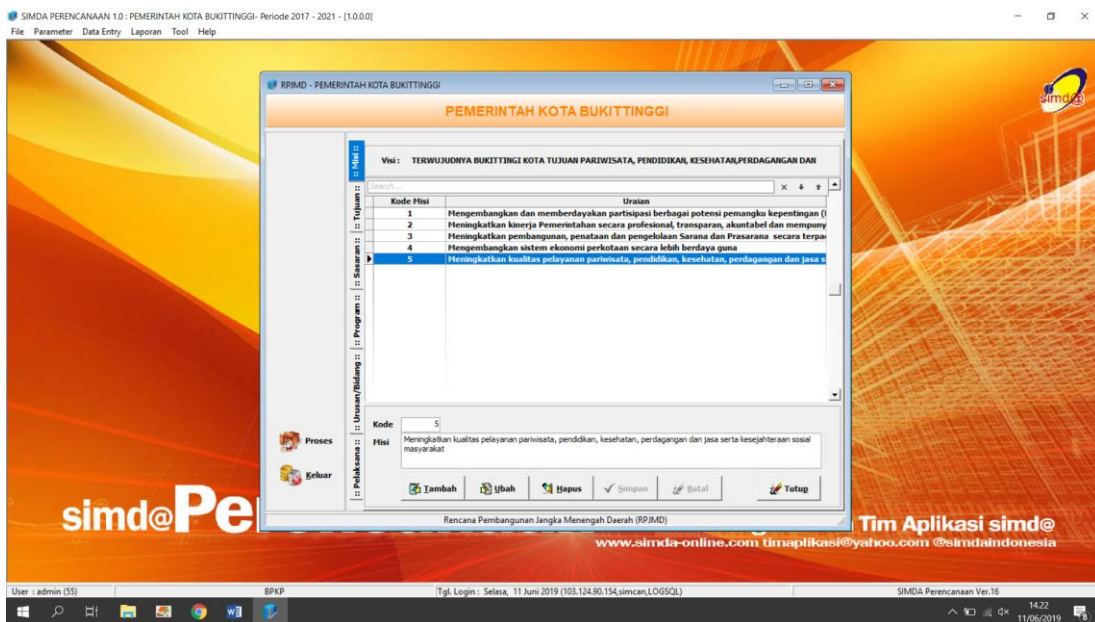 SIMDA PERENCANAAN 1.0 : PEMERINTAH KOTA BUKITTINGGI- Periode 2017 - 2021 - [1.0.0.0]
File Parameter Data Entry Laporan Tool Help
simd@
RPJMD - PEMERINTAH KOTA BUKITTINGGI
PEMERINTAH KOTA BUKITTINGGI
:: Misi ::
:: Tujuan ::
:: Sasaran ::
:: Program ::
:: Urusan/Bidang ::
:: Pelaksana ::
Visi : TERWUJUDNYA BUKITTINGI KOTA TUJUAN PARIWISATA, PENDIDIKAN, KESEHATAN,PERDAGANGAN DAN
Search...
Kode Misi Uraian
1 Mengembangkan dan memberdayakan partisipasi berbagai potensi pemangku kepentingan (
2 Meningkatkan kinerja Pemerintahan secara profesional, transparan, akuntabel dan mempuny
3 Meningkatkan pembangunan, penataan dan pengelolaan Sarana dan Prasarana secara terpa
4 Mengembangkan sistem ekonomi perkotaan secara lebih berdaya guna
5 Meningkatkan kualitas pelayanan pariwisata, pendidikan, kesehatan, perdagangan dan jasa s
Kode 5
Misi Meningkatkan kualitas pelayanan pariwisata, pendidikan, kesehatan, perdagangan dan jasa serta kesejahteraan sosial
masyarakat
Proses
Keluar
Tambah Ubah Hapus Simpan Batal Tutup
Rencana Pembangunan Jangka Menengah Daerah (RPJMD)
simd@Pe
Tim Aplikasi simd@
www.simda-online.com timaplikasi@yahoo.com @simdaindonesia
User : admin (55) BPKP Tgl. Login : Selasa, 11 Juni 2019 (103.124.90.154,simcan,LOGSQL) SIMDA Perencanaan Ver.16
14.22
11/06/2019